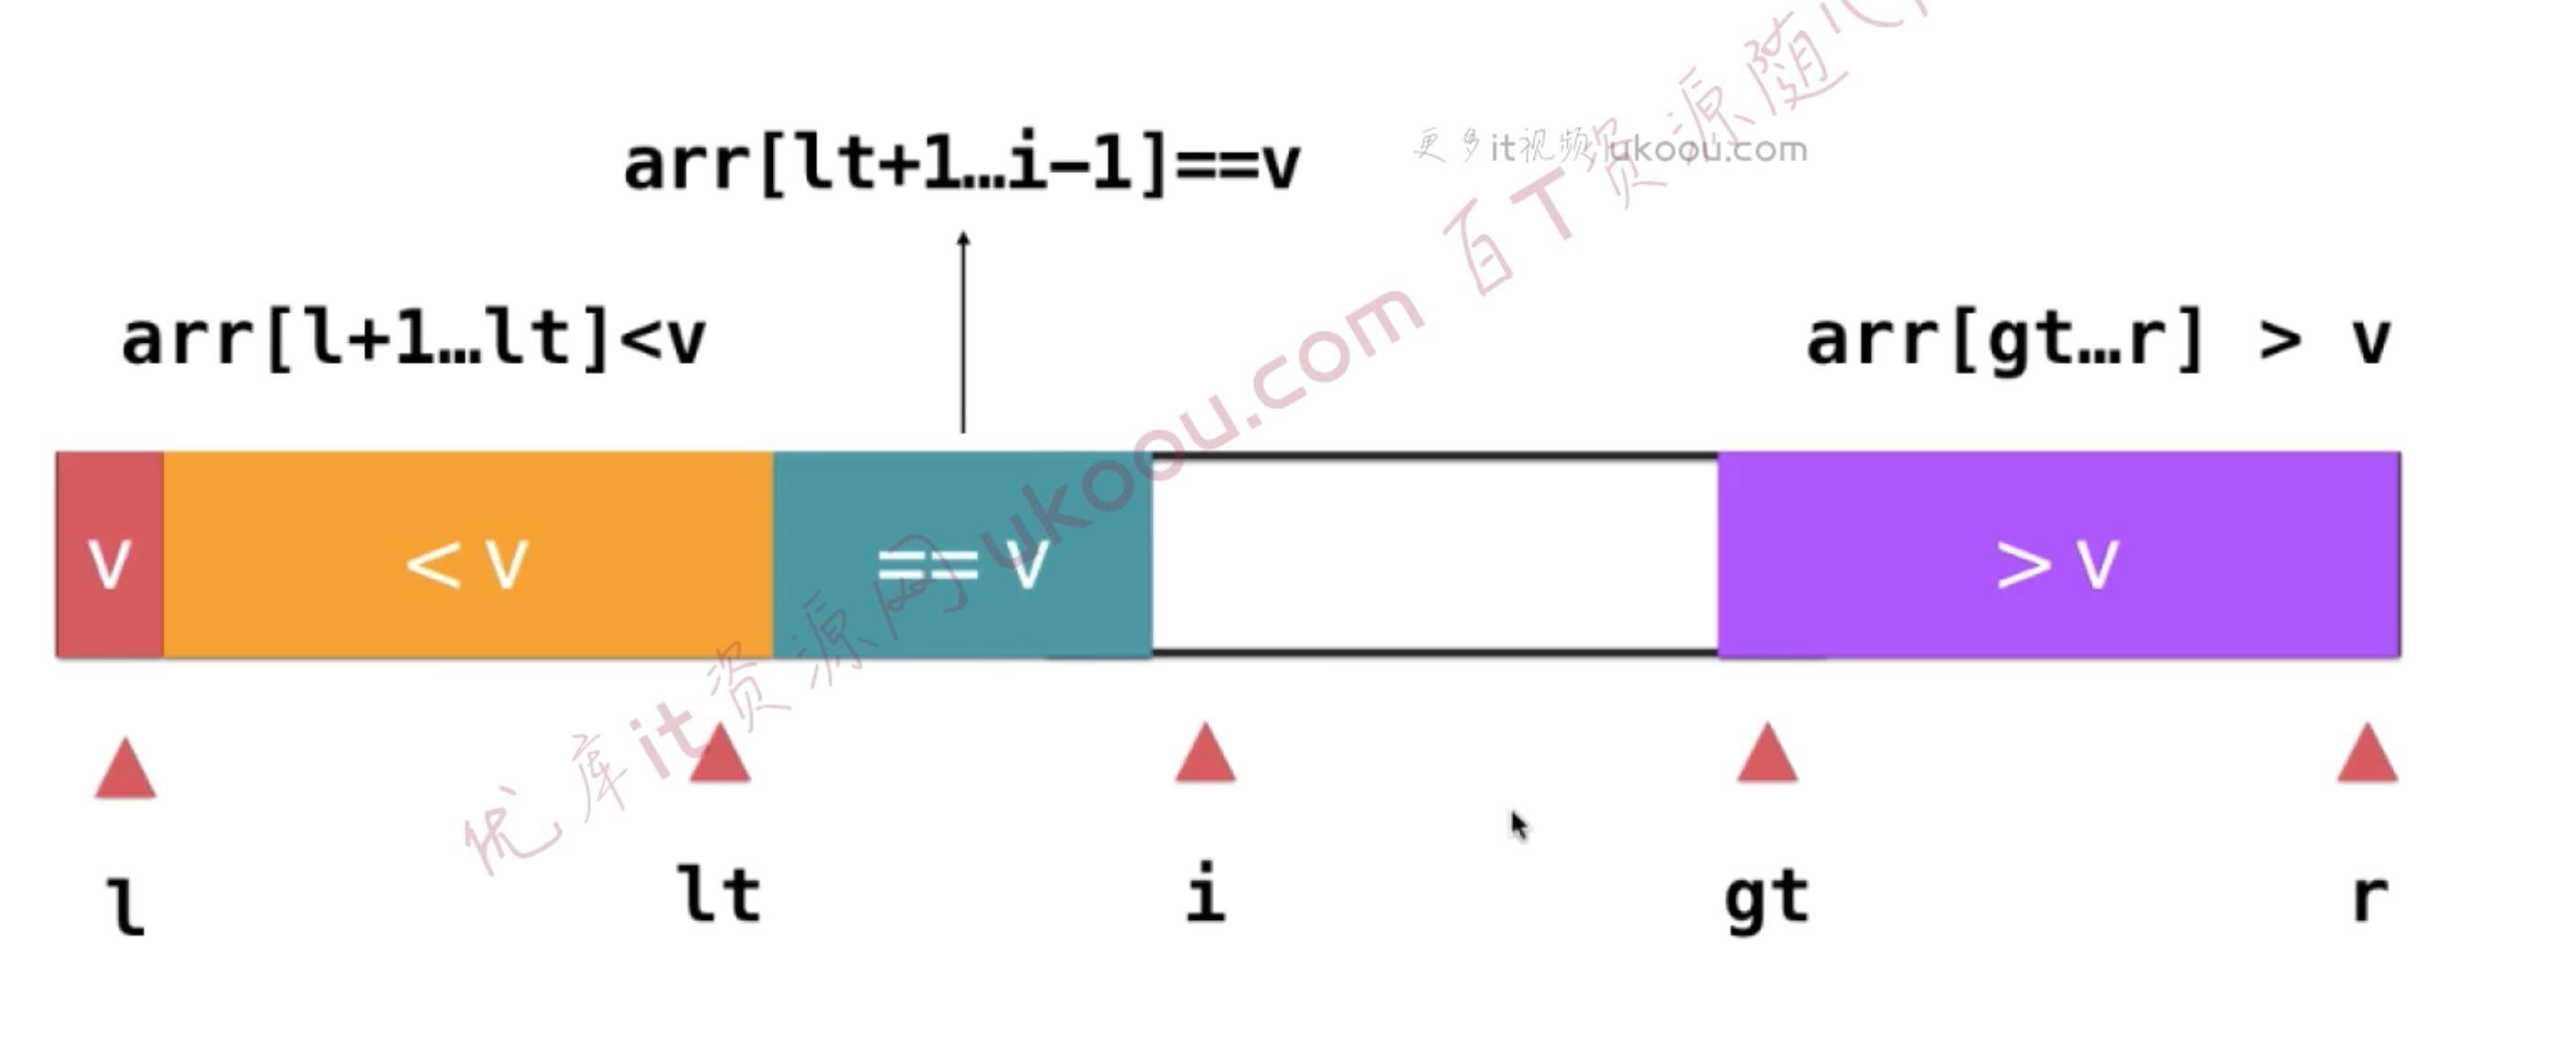 arr[lt+1…i-1]==v
更多it视频 ukoou.com
arr[l+1…lt]<v
arr[gt…r] > v
v
< v
== v
> v
优库it资源网 ukoou.com 百T资源随心
l
lt
i
gt
r